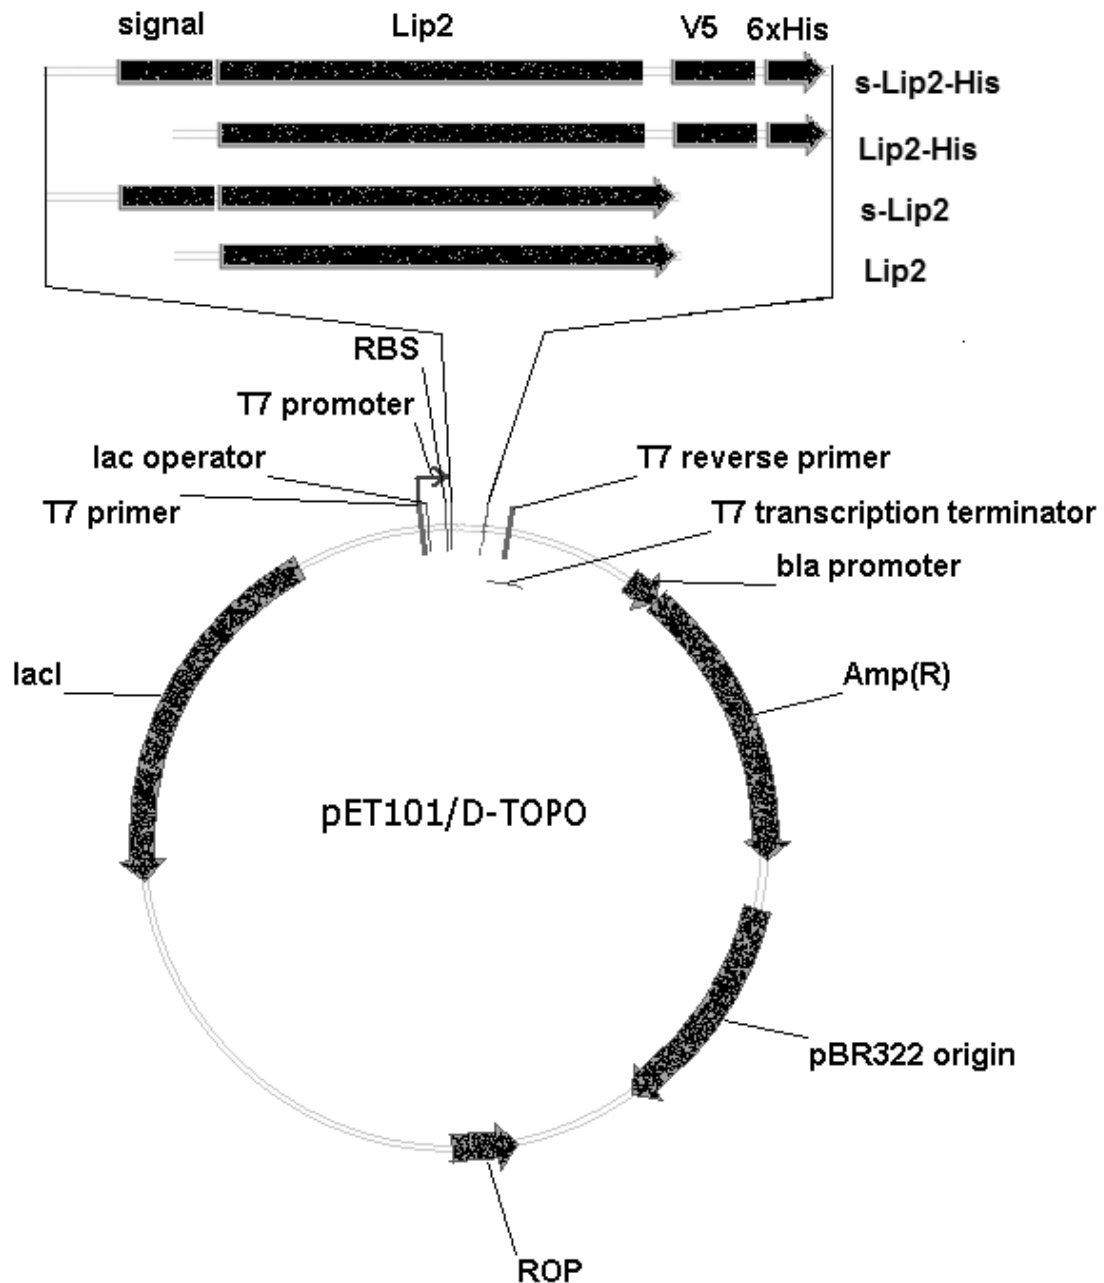 signal Lip2 V5 6xHis
s-Lip2-His
Lip2-His
s-Lip2
Lip2
RBS
T7 promoter
lac operator
T7 reverse primer
T7 primer
T7 transcription terminator
bla promoter
lacI
Amp(R)
pET101/D-TOPO
pBR322 origin
ROP